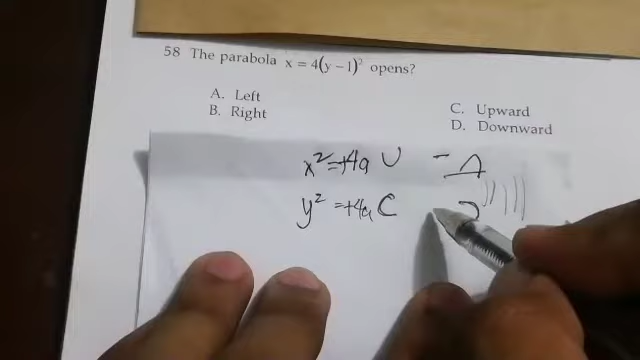 58 The parabola x = 4(y – 1)² opens?
A. Left
B. Right
C. Upward
D. Downward
x² = +4a
y² = +4a